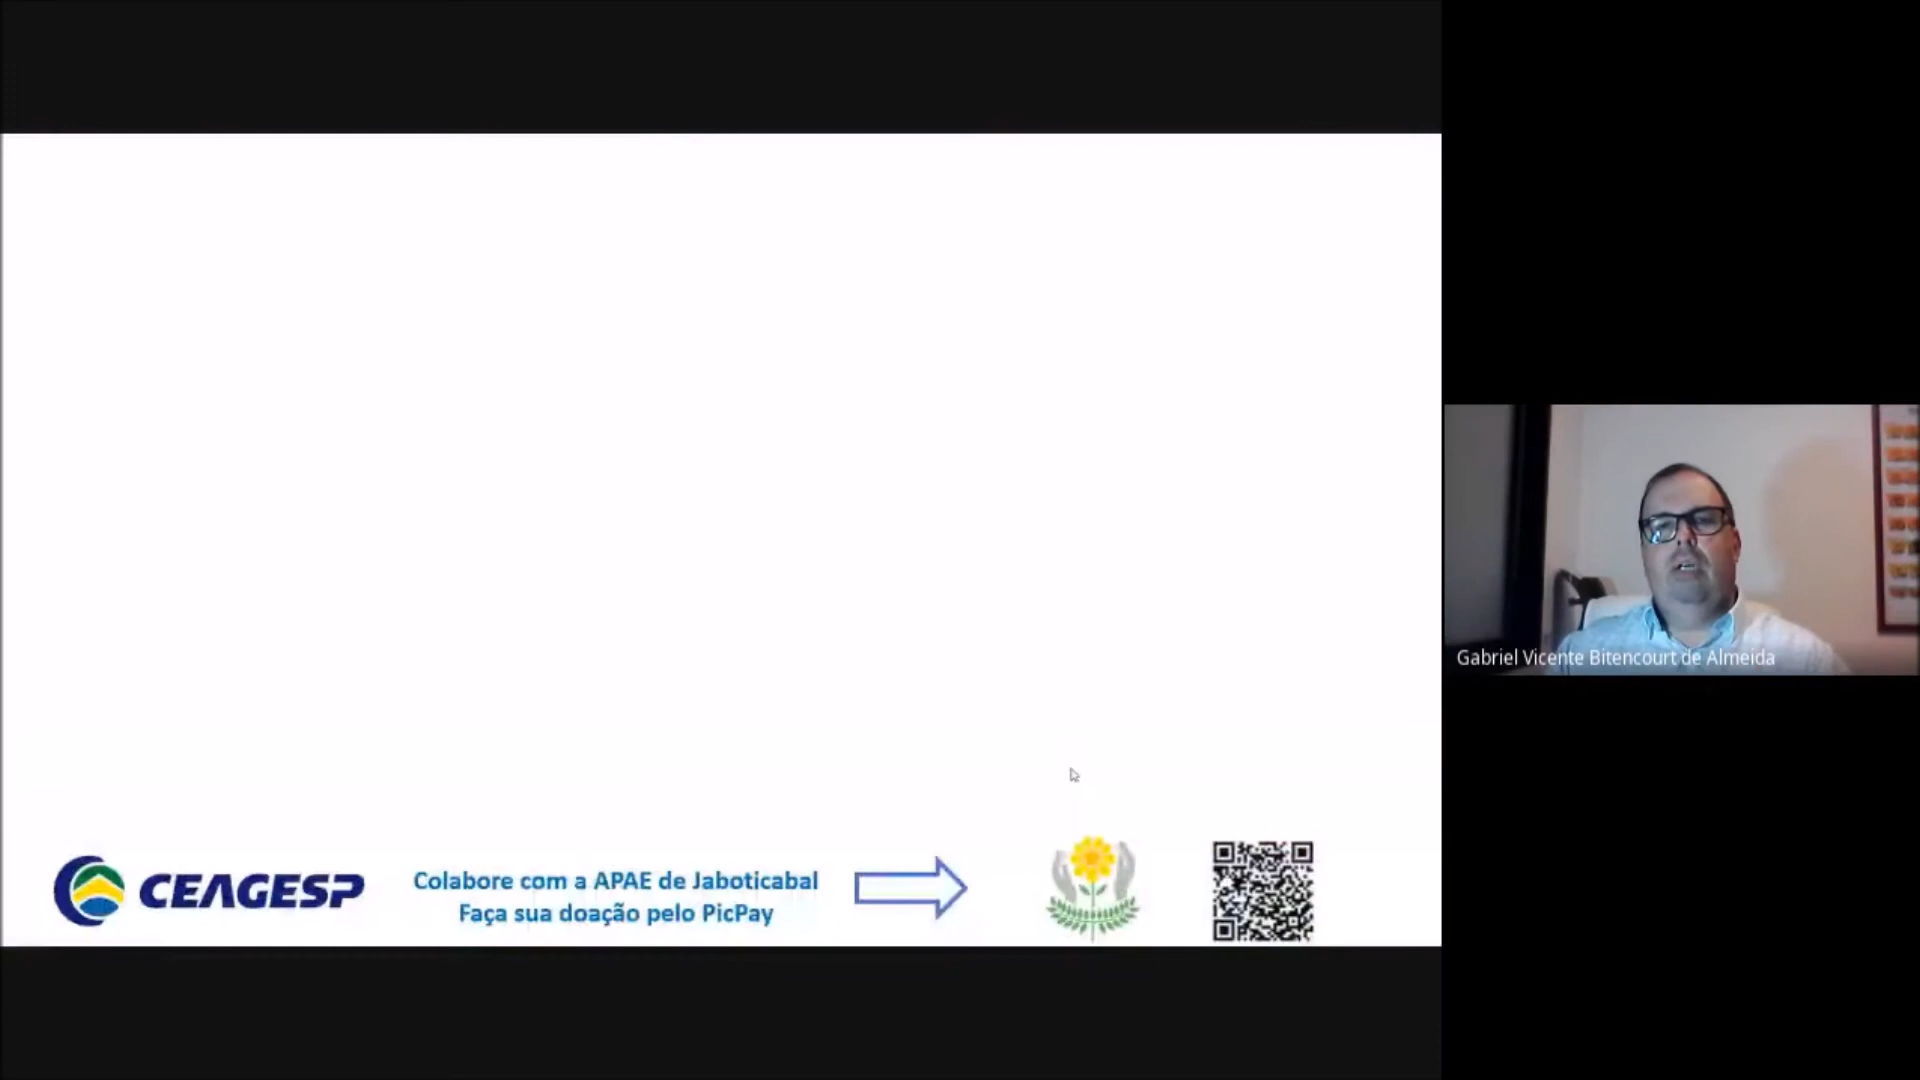 CEAGESP
Colabore com a APAE de Jaboticabal
Faça sua doação pelo PicPay
Gabriel Vicente Bitencourt de Almeida